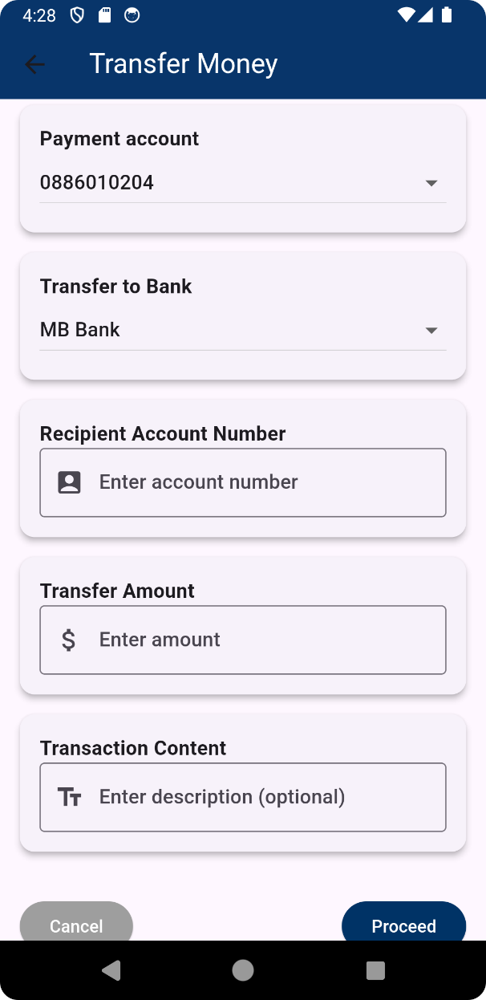 4:28
Transfer Money
Payment account
0886010204
Transfer to Bank
MB Bank
Recipient Account Number
Enter account number
Transfer Amount
$ Enter amount
Transaction Content
Tт Enter description (optional)
Cancel
Proceed